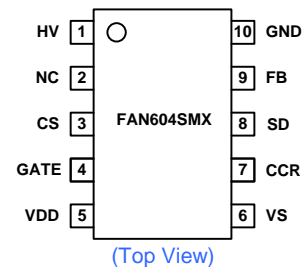 HV 1 10 GND
NC 2 9 FB
CS 3 FAN604SMX 8 SD
GATE 4 7 CCR
VDD 5 6 VS
(Top View)